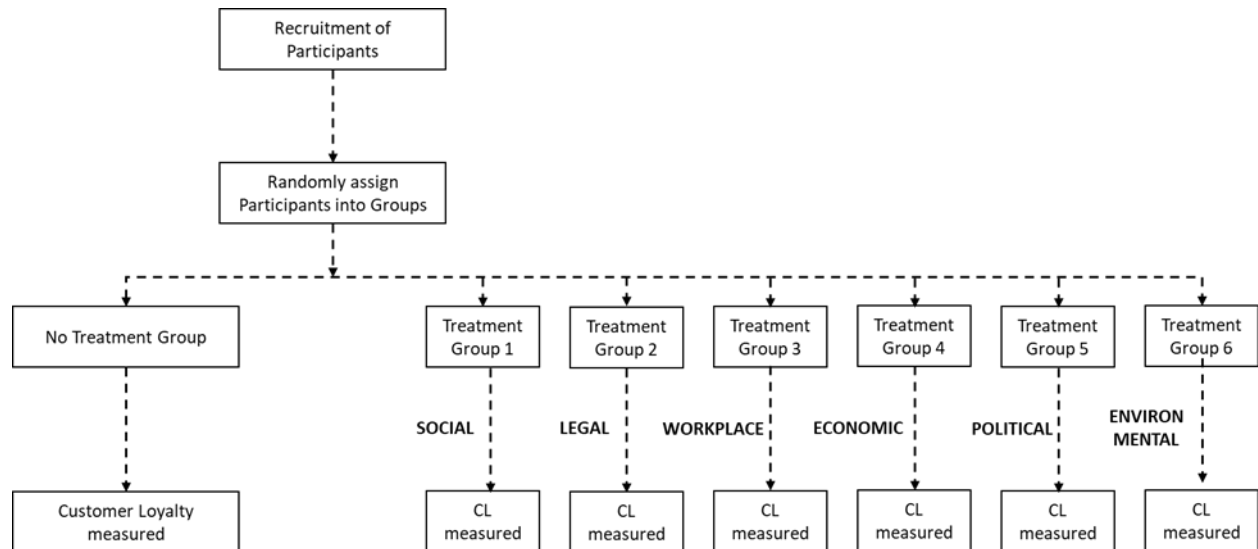 Recruitment of
Participants
Randomly assign
Participants into Groups
No Treatment Group
Treatment
Group 1
Treatment
Group 2
Treatment
Group 3
Treatment
Group 4
Treatment
Group 5
Treatment
Group 6
SOCIAL
LEGAL
WORKPLACE
ECONOMIC
POLITICAL
ENVIRON
MENTAL
Customer Loyalty
measured
CL
measured
CL
measured
CL
measured
CL
measured
CL
measured
CL
measured